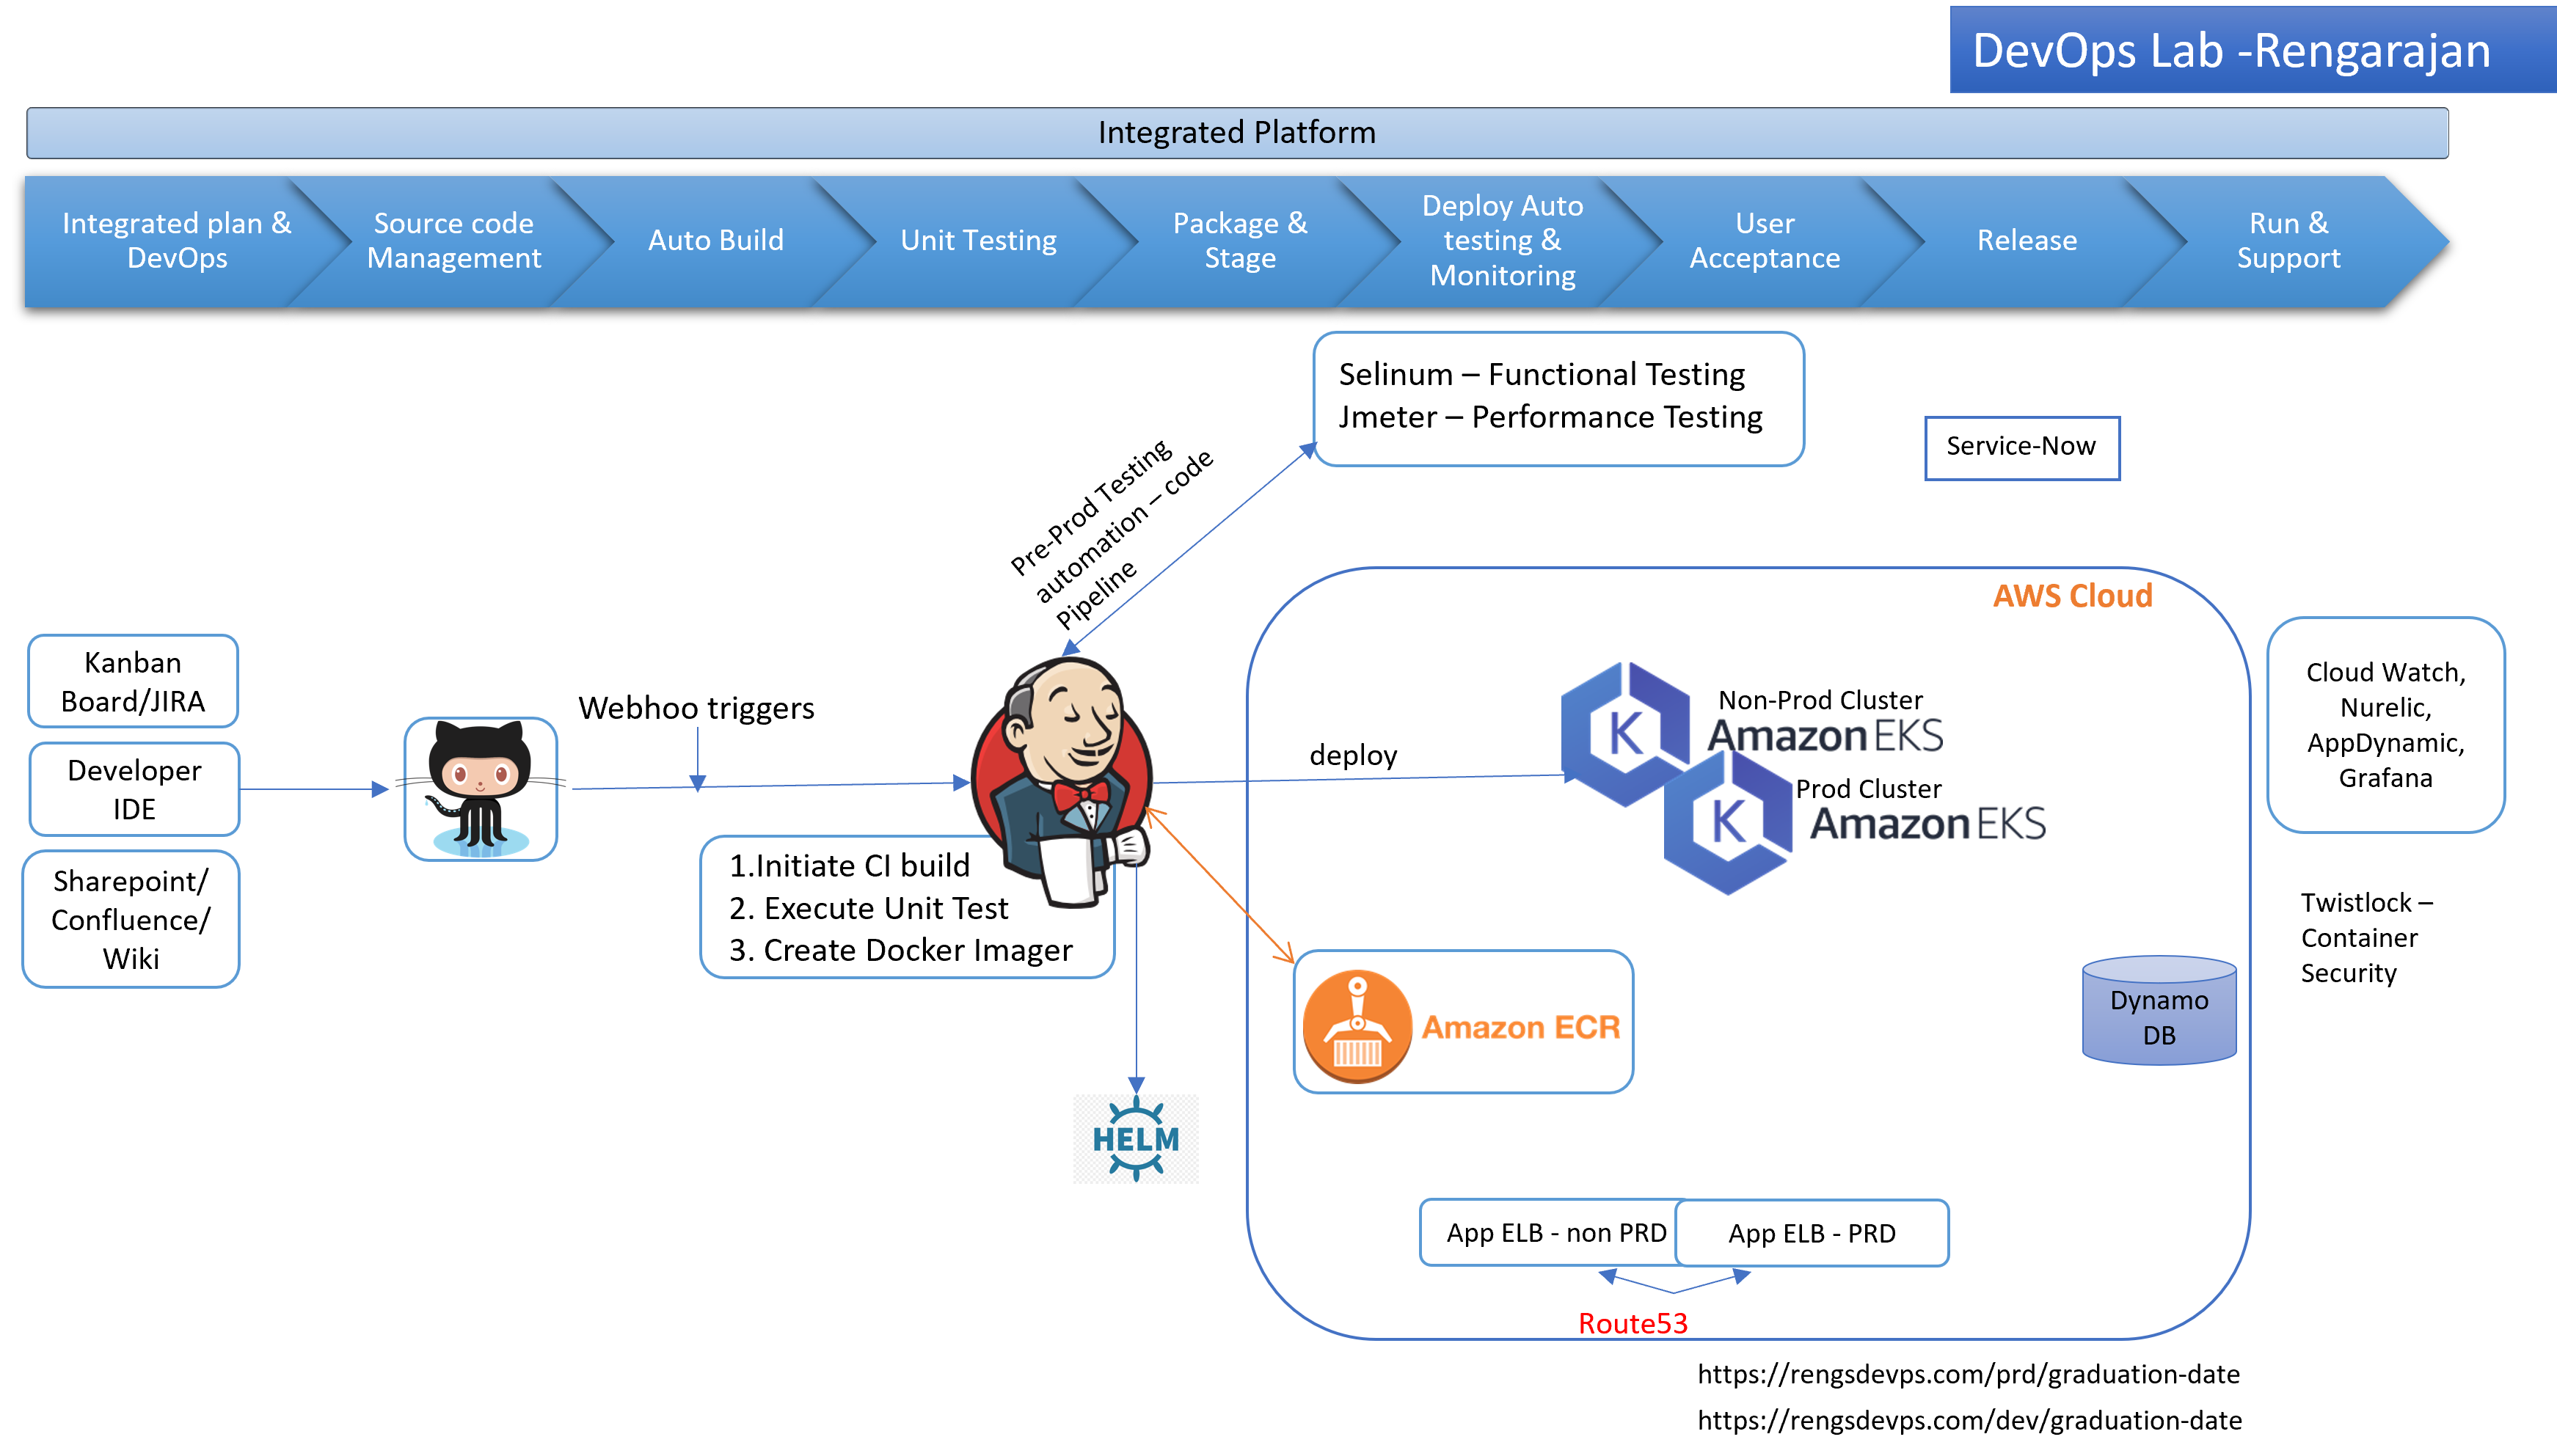 DevOps Lab -Rengarajan
Integrated Platform
Integrated plan &
DevOps
Source code
Management
Auto Build
Unit Testing
Package &
Stage
Deploy Auto
testing &
Monitoring
User
Acceptance
Release
Run &
Support
Selinum – Functional Testing
Jmeter – Performance Testing
Service-Now
Pre-Prod Testing
automation – code
Pipeline
AWS Cloud
Kanban
Board/JIRA
Developer
IDE
Sharepoint/
Confluence/
Wiki
Webhoo triggers
1.Initiate CI build
2. Execute Unit Test
3. Create Docker Imager
deploy
K
Non-Prod Cluster
Amazon EKS
K
Prod Cluster
Amazon EKS
Cloud Watch,
Nurelic,
AppDynamic,
Grafana
Twistlock –
Container
Security
Amazon ECR
Dynamo
DB
HELM
App ELB - non PRD
App ELB - PRD
Route53
https://rengsdevps.com/prd/graduation-date
https://rengsdevps.com/dev/graduation-date